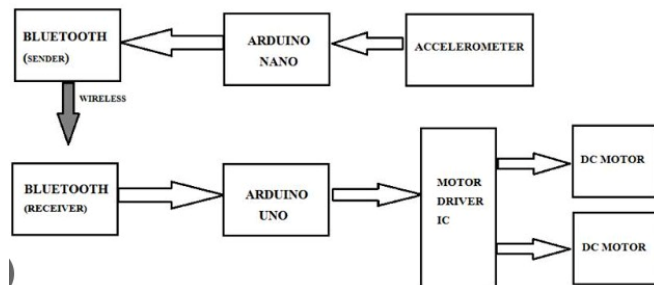 BLUETOOTH
(SENDER)
ARDUINO
NANO
ACCELEROMETER
WIRELESS
BLUETOOTH
(RECEIVER)
ARDUINO
UNO
MOTOR
DRIVER
IC
DC MOTOR
DC MOTOR